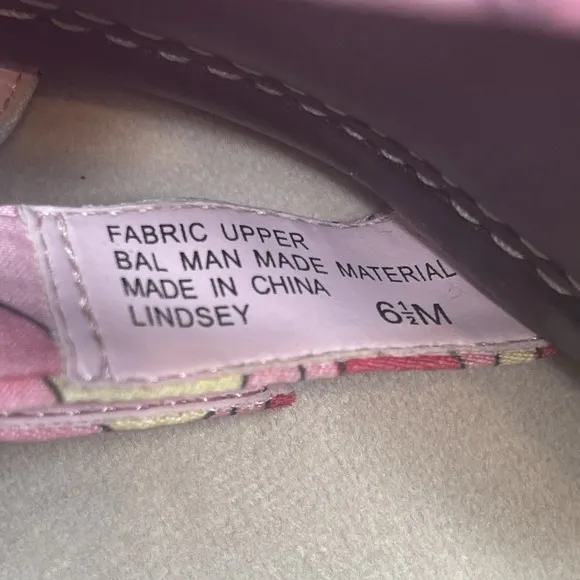 FABRIC UPPER
BAL MAN MADE MATERIAL
MADE IN CHINA
LINDSEY 6½M